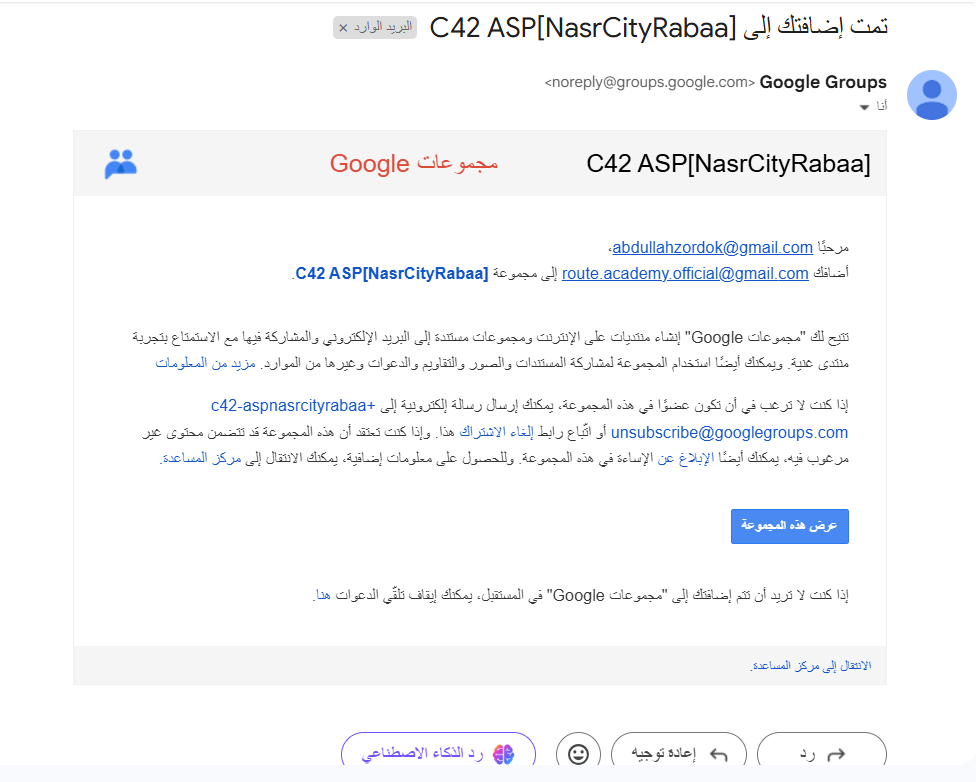 تمت إضافتك إلى C42 ASP[NasrCityRabaa] البريد الوارد ×
Google Groups <noreply@groups.google.com>
أنا
C42 ASP[NasrCityRabaa] مجموعات Google
مرحبًا abdullahzordok@gmail.com،
أضافك route.academy.official@gmail.com إلى مجموعة C42 ASP[NasrCityRabaa].
تتيح لك "مجموعات Google" إنشاء منتديات على الإنترنت ومجموعات مستندة إلى البريد الإلكتروني والمشاركة فيها مع الاستمتاع بتجربة
منتدى غنية. ويمكنك أيضًا استخدام المجموعة لمشاركة المستندات والصور والتقاويم والدعوات وغيرها من الموارد. مزيد من المعلومات
إذا كنت لا ترغب في أن تكون عضوًا في هذه المجموعة، يمكنك إرسال رسالة إلكترونية إلى c42-aspnasrcityrabaa+
unsubscribe@googlegroups.com أو اتّباع رابط إلغاء الاشتراك هذا. وإذا كنت تعتقد أن هذه المجموعة قد تتضمن محتوى غير
مرغوب فيه، يمكنك أيضًا الإبلاغ عن الإساءة في هذه المجموعة. وللحصول على معلومات إضافية، يمكنك الانتقال إلى مركز المساعدة.
عرض هذه المجموعة
إذا كنت لا تريد أن تتم إضافتك إلى "مجموعات Google" في المستقبل، يمكنك إيقاف تلقّي الدعوات هنا.
الانتقال إلى مركز المساعدة.
رد إعادة توجيه رد الذكاء الاصطناعي